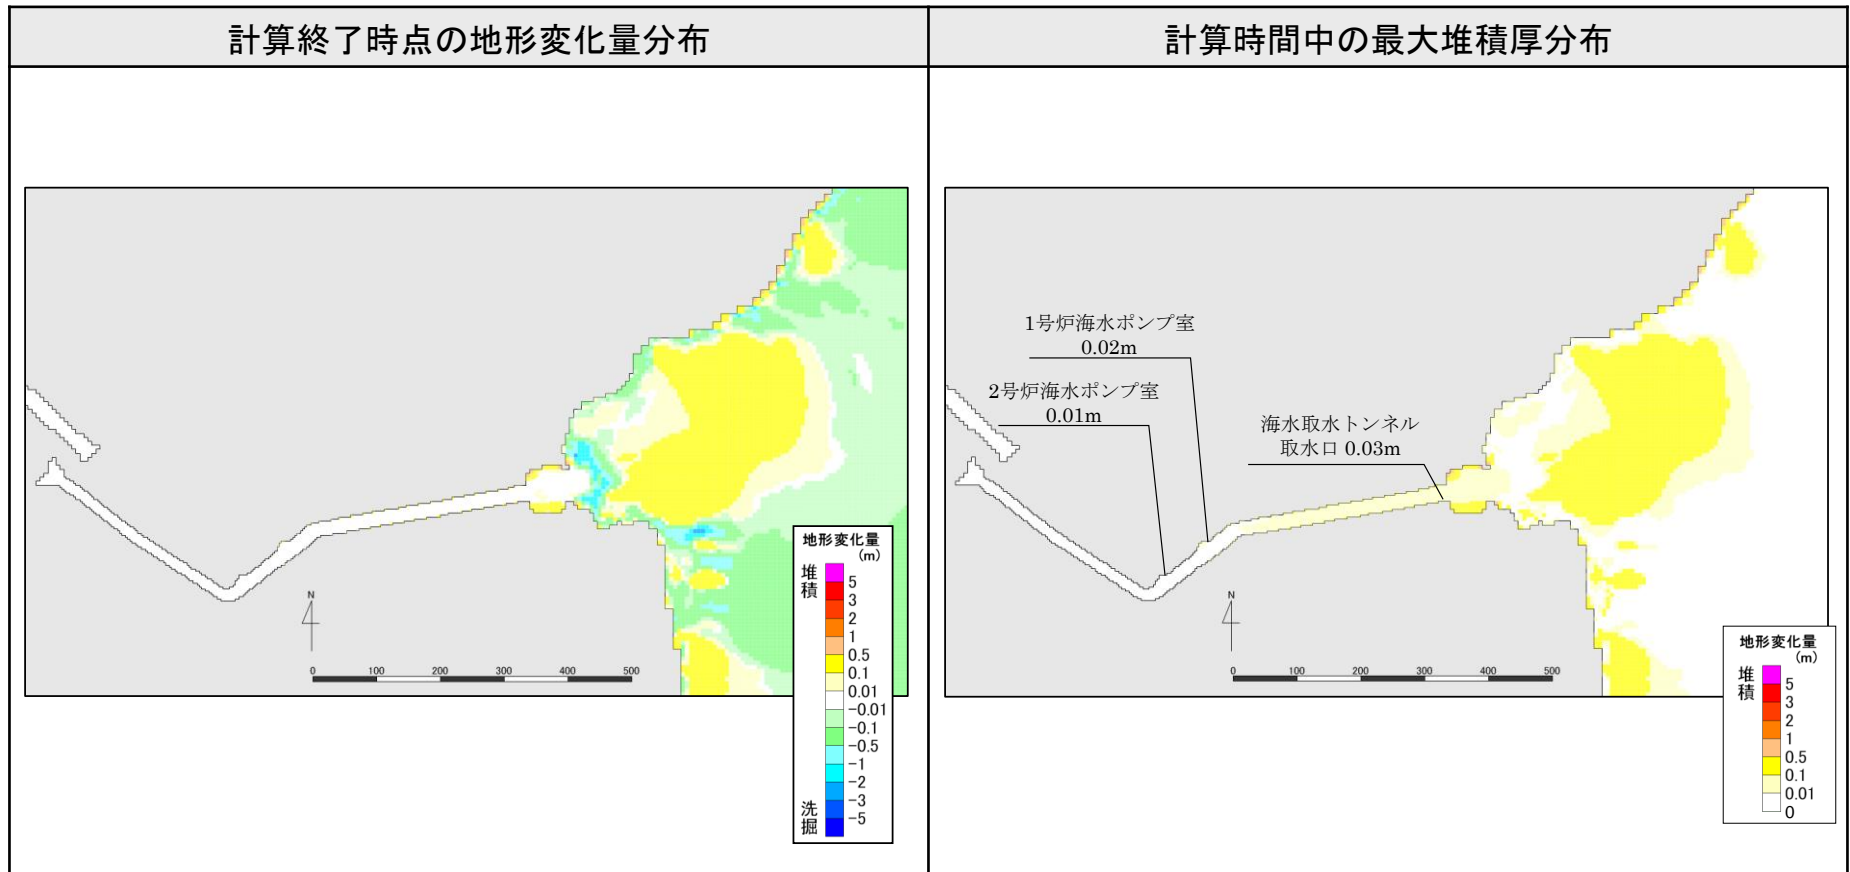 計算終了時点の地形変化量分布
計算時間中の最大堆積厚分布
N
0 100 200 300 400 500
地形変化量
(m)
堆積
5
3
2
1
0.5
0.1
0.01
-0.01
-0.1
-0.5
-1
-2
-3
-5
洗掘
1号炉海水ポンプ室
0.02m
2号炉海水ポンプ室
0.01m
海水取水トンネル
取水口 0.03m
N
0 100 200 300 400 500
地形変化量
(m)
堆積
5
3
2
1
0.5
0.1
0.01
0